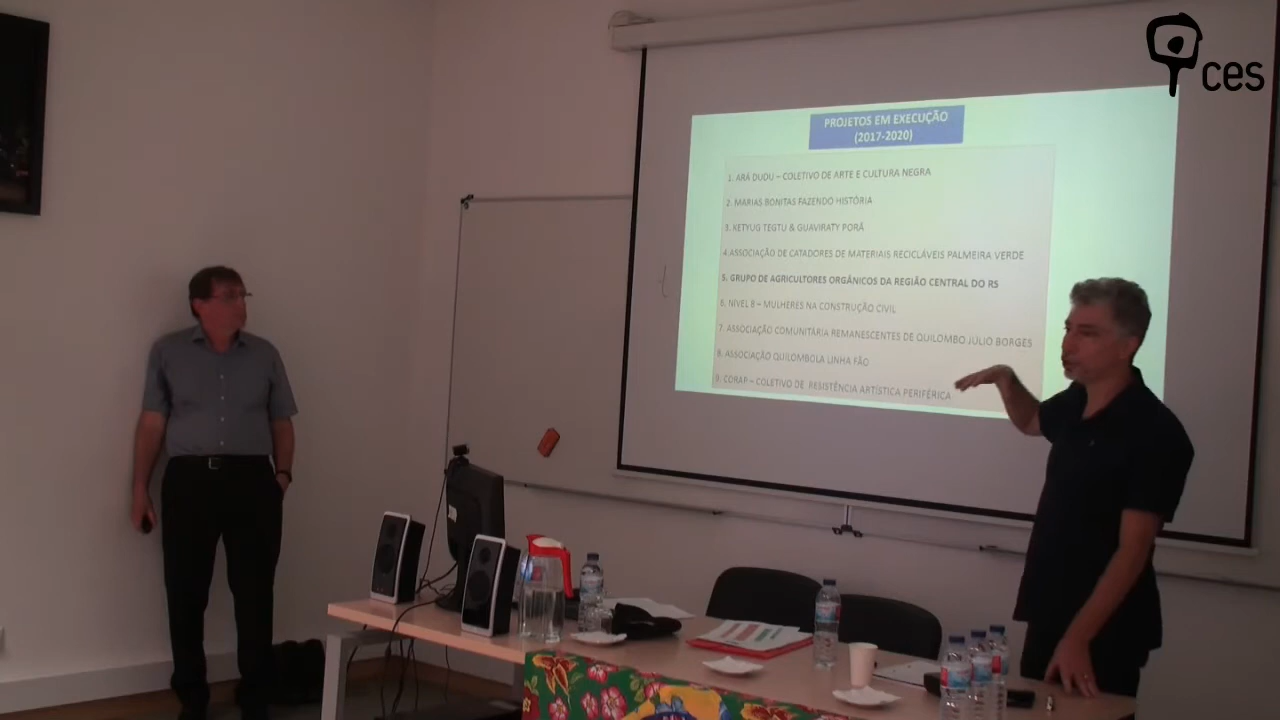 ces
PROJETOS EM EXECUÇÃO
(2017-2020)
1. ARÁ DUDU – COLETIVO DE ARTE E CULTURA NEGRA
2. MARIAS BONITAS FAZENDO HISTÓRIA
3. KETYUG TEGTU & GUAVIRATY PORÃ
4.ASSOCIAÇÃO DE CATADORES DE MATERIAIS RECICLÁVEIS PALMEIRA VERDE
5. GRUPO DE AGRICULTORES ORGÂNICOS DA REGIÃO CENTRAL DO RS
6. NIVEL 8 – MULHERES NA CONSTRUÇÃO CIVIL
7. ASSOCIAÇÃO COMUNITÁRIA REMANESCENTES DE QUILOMBO JÚLIO BORGES
8. ASSOCIAÇÃO QUILOMBOLA LINHA FÃO
9. CORAP – COLETIVO DE RESISTÊNCIA ARTÍSTICA PERIFÉRICA